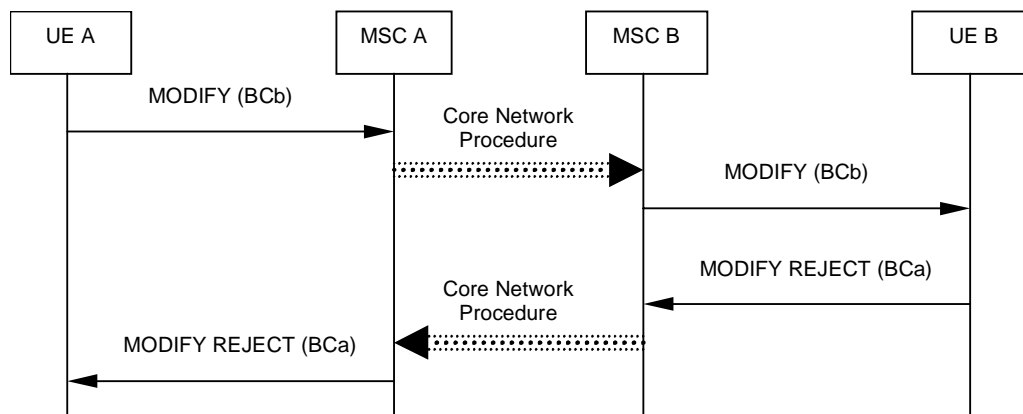 UE A
MSC A
MSC B
UE B
MODIFY (BCb)
Core Network
Procedure
MODIFY (BCb)
MODIFY REJECT (BCa)
Core Network
Procedure
MODIFY REJECT (BCa)